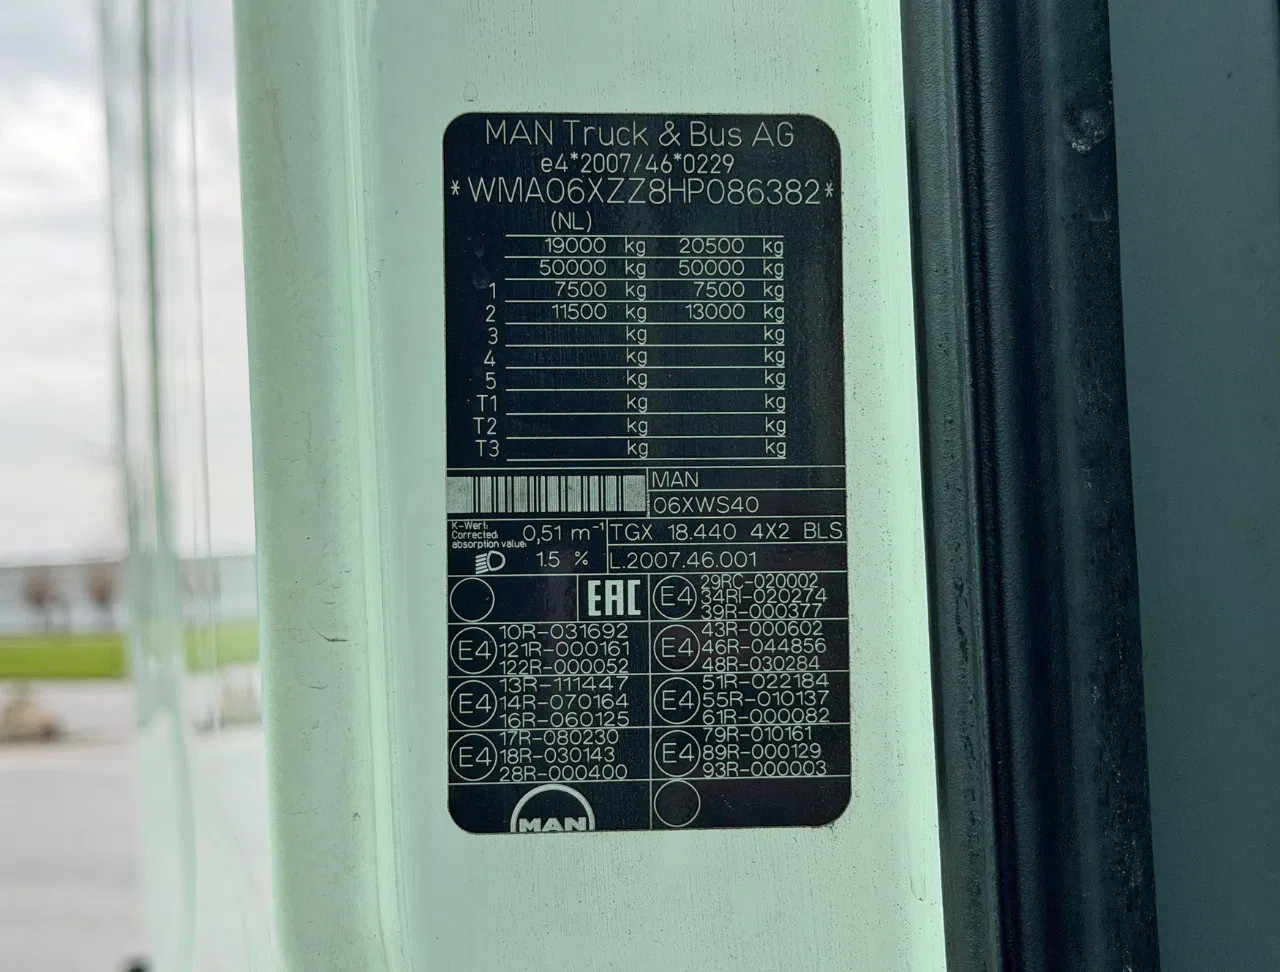 MAN Truck & Bus AG
e4*2007/46*0229
*WMA06XZZ8HP086382*
(NL)
19000 kg 20500 kg
50000 kg 50000 kg
1 7500 kg 7500 kg
2 11500 kg 13000 kg
3 kg kg
4 kg kg
5 kg kg
T1 kg kg
T2 kg kg
T3 kg kg
MAN
06XWS40
K-Wert:
Corrected
absorption value:
0,51 m⁻¹
TGX 18.440 4X2 BLS
1.5 %
L.2007.46.001
EAC
E4
29RC-020002
34RI-020274
39R-000377
E4
10R-031692
121R-000161
122R-000052
E4
43R-000602
46R-044856
48R-030284
E4
13R-111447
14R-070164
16R-060125
E4
51R-022184
55R-010137
61R-000082
E4
17R-080230
18R-030143
28R-000400
E4
79R-010161
89R-000129
93R-000003
MAN